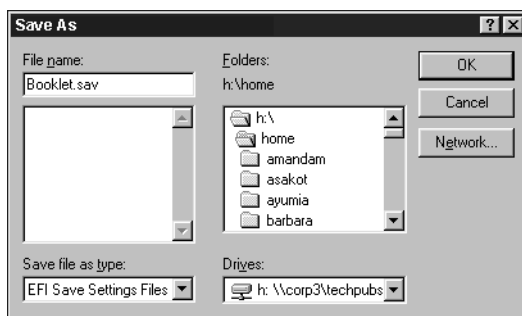 Save As
File name:
Booklet.sav
Folders:
h:\home
h:\
home
amandam
asakot
ayumia
barbara
OK
Cancel
Network...
Save file as type:
EFI Save Settings Files
Drives:
h: \\corp3\techpubs